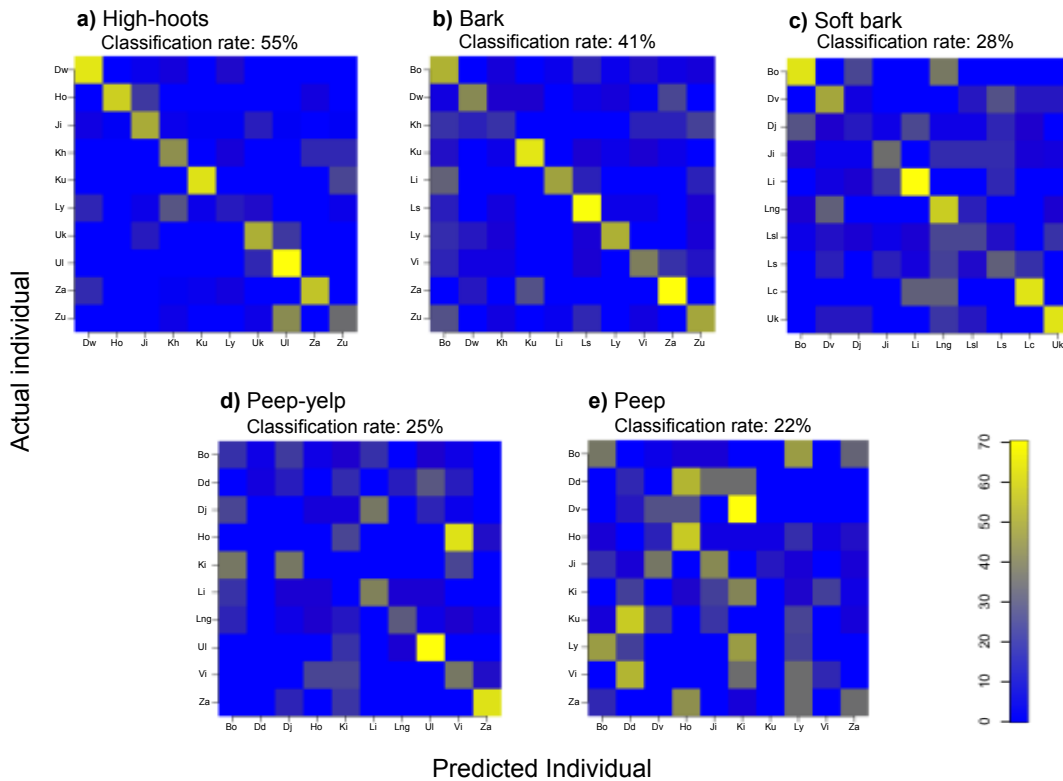 a) High-hoots
Classification rate: 55%
Dw
Ho
Ji
Kh
Ku
Ly
Uk
Ul
Za
Zu
Dw Ho Ji Kh Ku Ly Uk Ul Za Zu
b) Bark
Classification rate: 41%
Bo
Dw
Kh
Ku
Li
Ls
Ly
Vi
Za
Zu
Bo Dw Kh Ku Li Ls Ly Vi Za Zu
c) Soft bark
Classification rate: 28%
Bo
Dv
Dj
Ji
Li
Lng
Lsl
Ls
Lc
Uk
Bo Dv Dj Ji Li Lng Lsl Ls Lc Uk
Actual individual
d) Peep-yelp
Classification rate: 25%
Bo
Dd
Dj
Ho
Ki
Li
Lng
Ul
Vi
Za
Bo Dd Dj Ho Ki Li Lng Ul Vi Za
e) Peep
Classification rate: 22%
Bo
Dd
Dv
Ho
Ji
Ki
Ku
Ly
Vi
Za
Bo Dd Dv Ho Ji Ki Ku Ly Vi Za
70
60
50
40
30
20
10
0
Predicted Individual